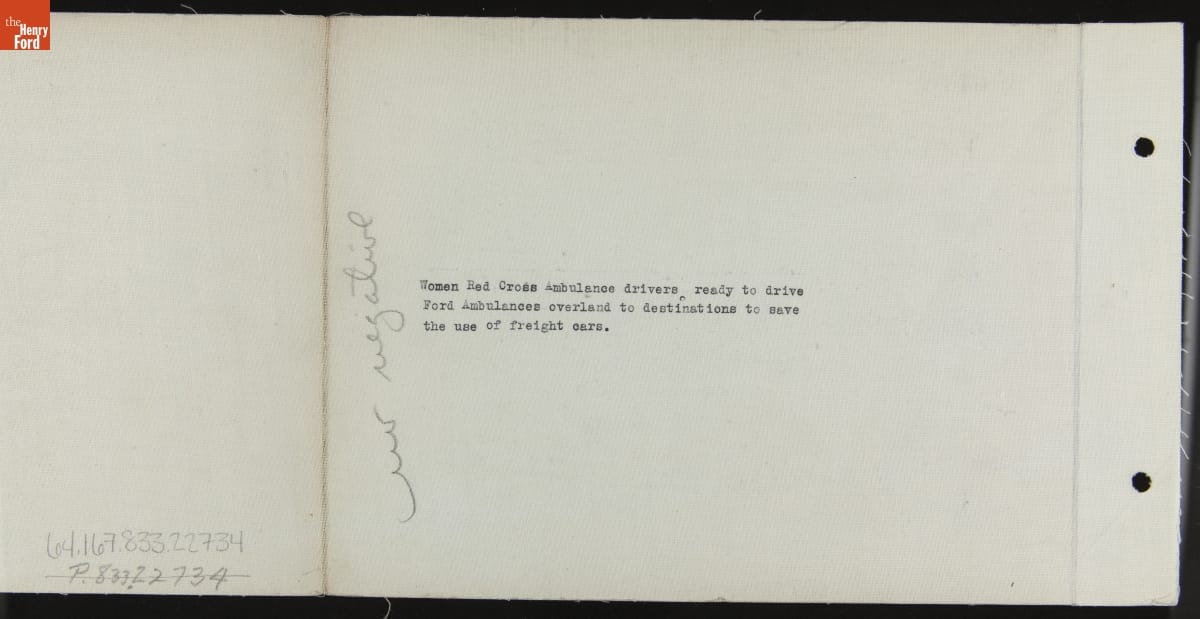 the
Henry
Ford
no negative
Women Red Cross Ambulance drivers, ready to drive
Ford Ambulances overland to destinations to save
the use of freight cars.
64.167.833.22734
P.833.22734